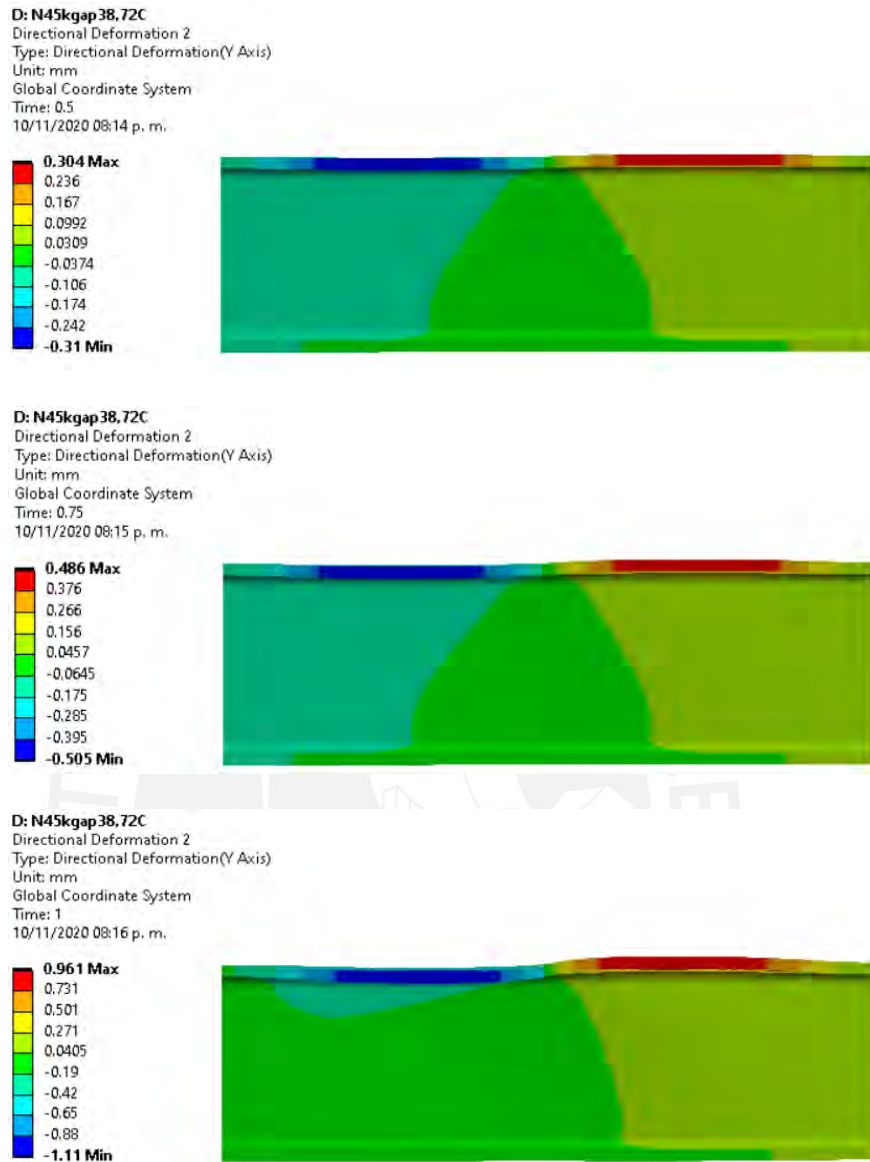 D: N45kgap38,72C
Directional Deformation 2
Type: Directional Deformation(Y Axis)
Unit: mm
Global Coordinate System
Time: 0.5
10/11/2020 08:14 p. m.
0.304 Max
0.236
0.167
0.0992
0.0309
-0.0374
-0.106
-0.174
-0.242
-0.31 Min
D: N45kgap38,72C
Directional Deformation 2
Type: Directional Deformation(Y Axis)
Unit: mm
Global Coordinate System
Time: 0.75
10/11/2020 08:15 p. m.
0.486 Max
0.376
0.266
0.156
0.0457
-0.0645
-0.175
-0.285
-0.395
-0.505 Min
D: N45kgap38,72C
Directional Deformation 2
Type: Directional Deformation(Y Axis)
Unit: mm
Global Coordinate System
Time: 1
10/11/2020 08:16 p. m.
0.961 Max
0.731
0.501
0.271
0.0405
-0.19
-0.42
-0.65
-0.88
-1.11 Min